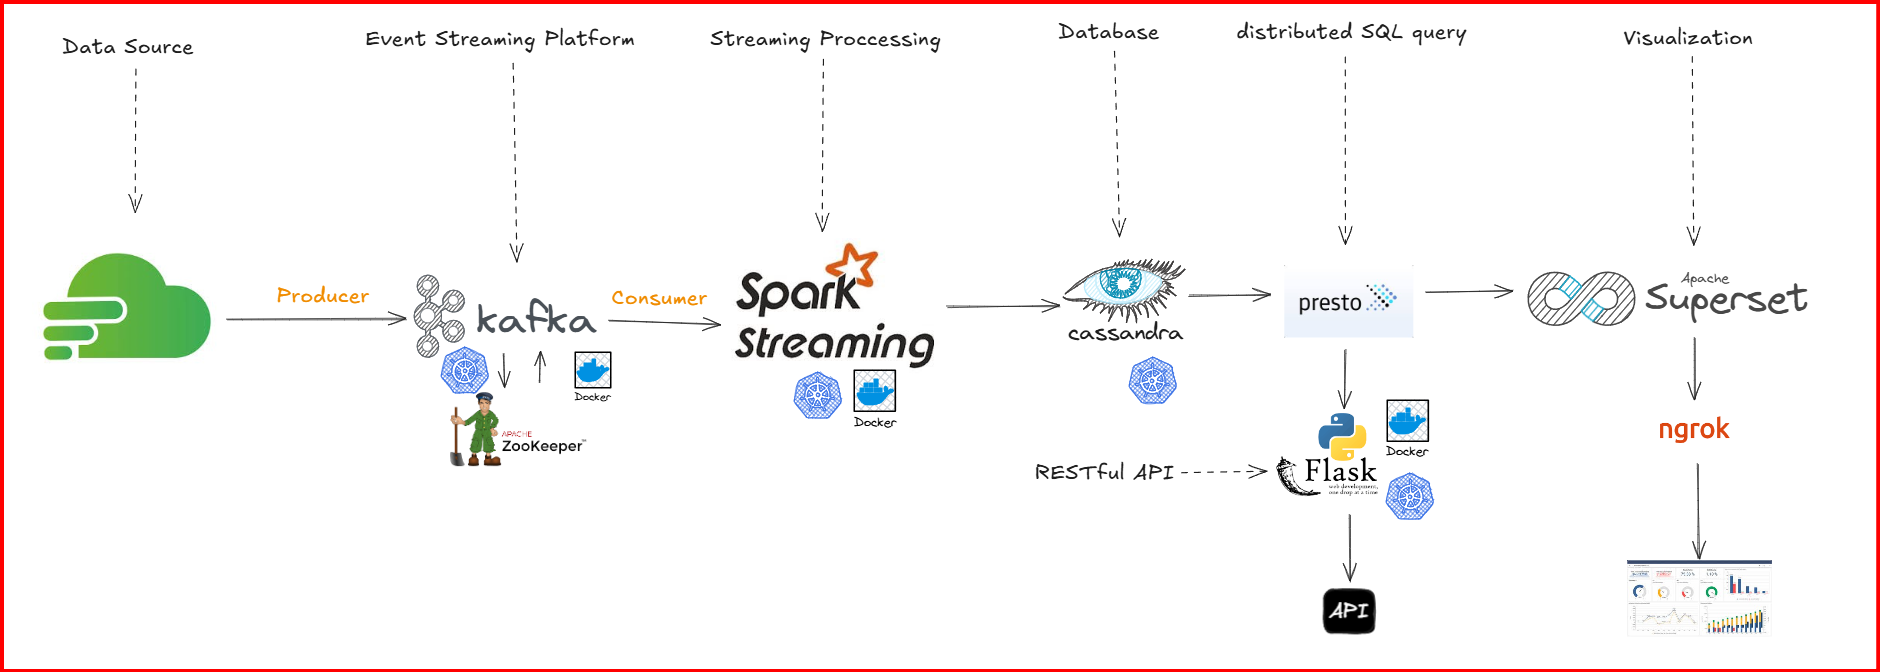 Data Source
Event Streaming Platform
Streaming Proccessing
Database
distributed SQL query
Visualization
Producer
kafka
Consumer
Spark
Streaming
cassandra
presto
Apache
Superset
Docker
APACHE
ZooKeeper™
Docker
Docker
ngrok
RESTful API
Flask
web development,
one drop at a time
API